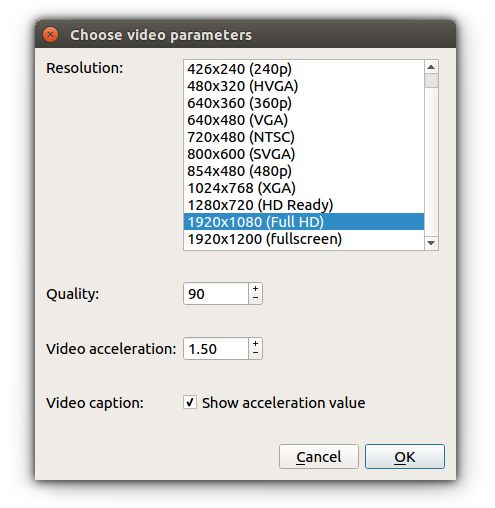 Choose video parameters
Resolution:
426x240 (240p)
480x320 (HVGA)
640x360 (360p)
640x480 (VGA)
720x480 (NTSC)
800x600 (SVGA)
854x480 (480p)
1024x768 (XGA)
1280x720 (HD Ready)
1920x1080 (Full HD)
1920x1200 (fullscreen)
Quality: 90
Video acceleration: 1.50
Video caption: Show acceleration value
Cancel OK